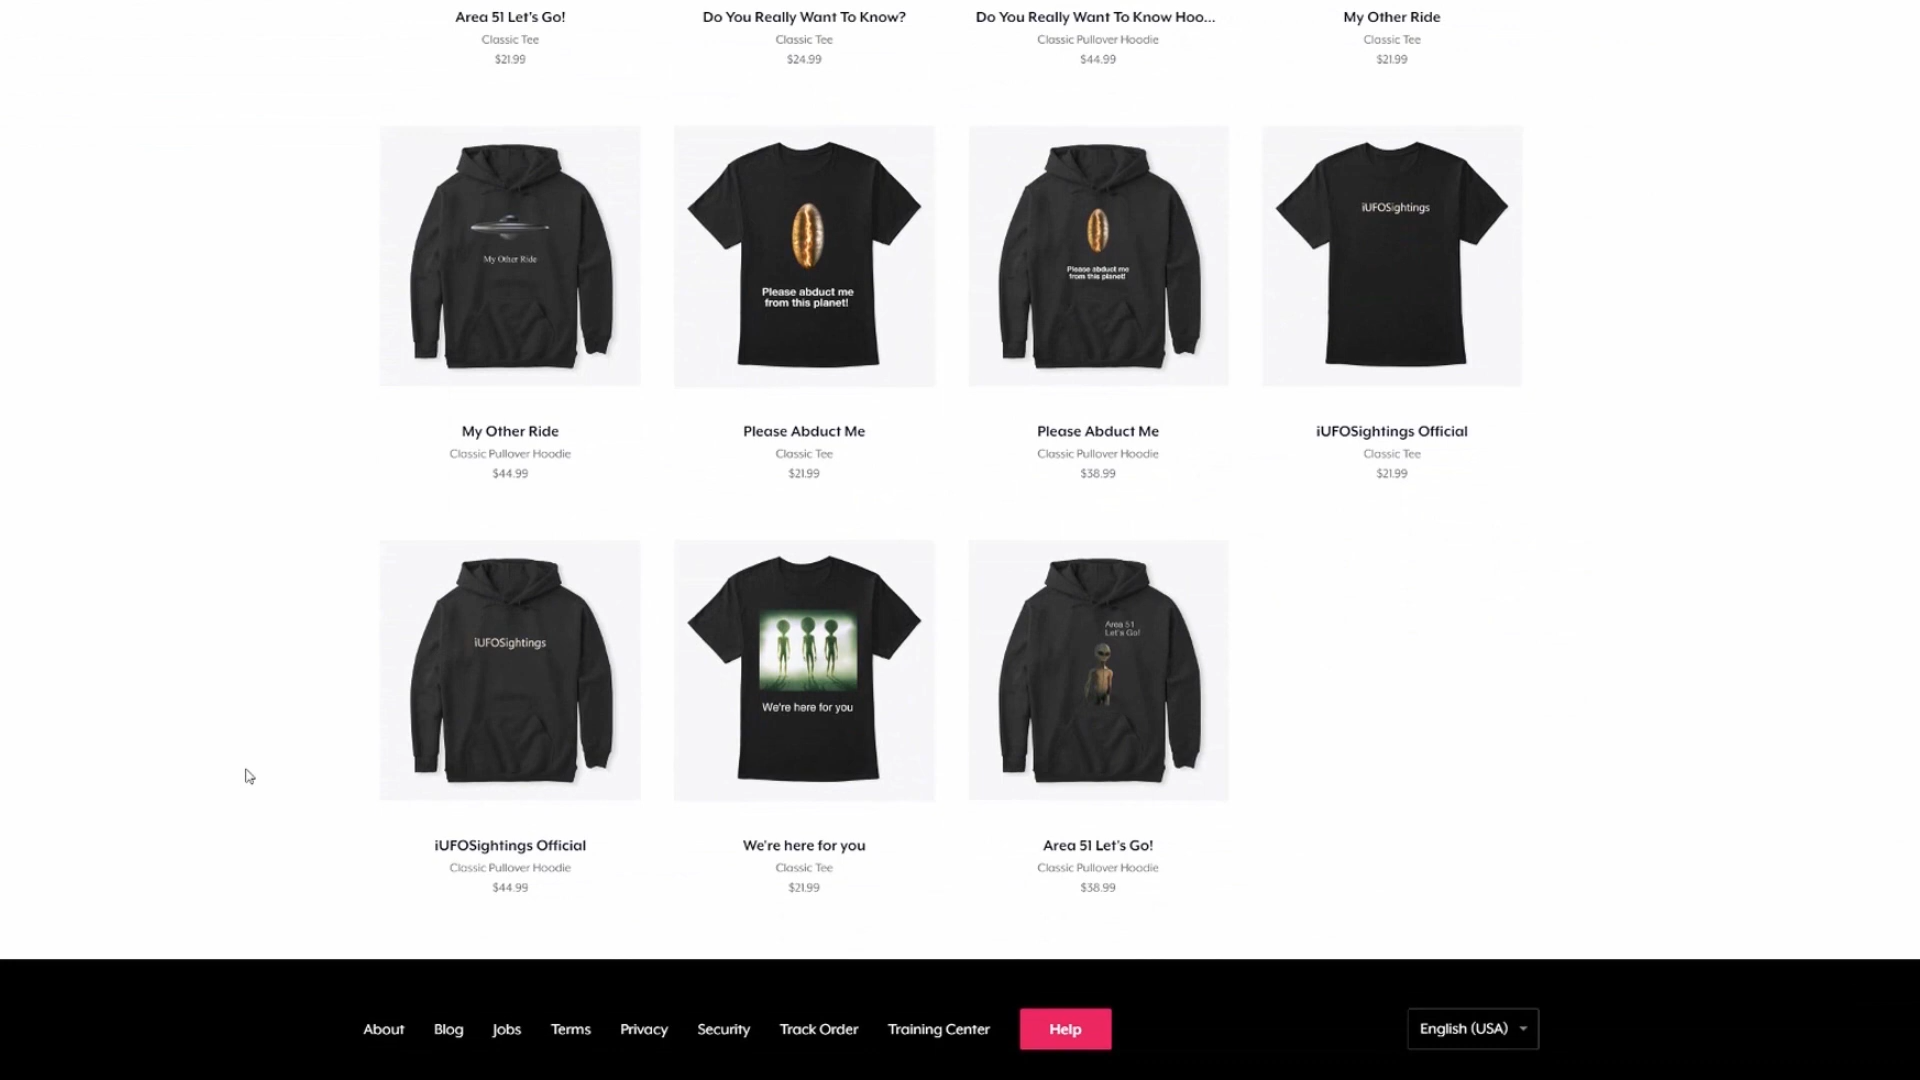 Area 51 Let's Go!
Classic Tee
$21.99
Do You Really Want To Know?
Classic Tee
$24.99
Do You Really Want To Know Hoo...
Classic Pullover Hoodie
$44.99
My Other Ride
Classic Tee
$21.99
My Other Ride
Please abduct me
from this planet!
Please abduct me
from this planet!
iUFOSightings
My Other Ride
Classic Pullover Hoodie
$44.99
Please Abduct Me
Classic Tee
$21.99
Please Abduct Me
Classic Pullover Hoodie
$38.99
iUFOSightings Official
Classic Tee
$21.99
iUFOSightings
We're here for you
Area 51
Let's Go!
iUFOSightings Official
Classic Pullover Hoodie
$44.99
We're here for you
Classic Tee
$21.99
Area 51 Let's Go!
Classic Pullover Hoodie
$38.99
About Blog Jobs Terms Privacy Security Track Order Training Center Help English (USA)